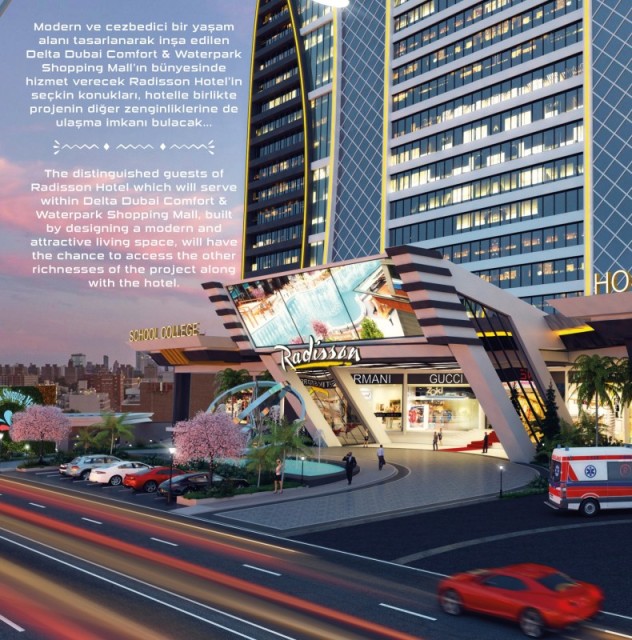 Modern ve cezbedici bir yaşam
alanı tasarlanarak inşa edilen
Delta Dubai Comfort & Waterpark
Shopping Mall'ın bünyesinde
hizmet verecek Radisson Hotel'in
seçkin konukları, hotelle birlikte
projenin diğer zenginliklerine de
ulaşma imkanı bulacak...
The distinguished guests of
Radisson Hotel which will serve
within Delta Dubai Comfort &
Waterpark Shopping Mall, built
by designing a modern and
attractive living space, will have
the chance to access the other
richnesses of the project along
with the hotel.
HO
SCHOOL COLLEGE
Radisson
RMANI
GUCCI